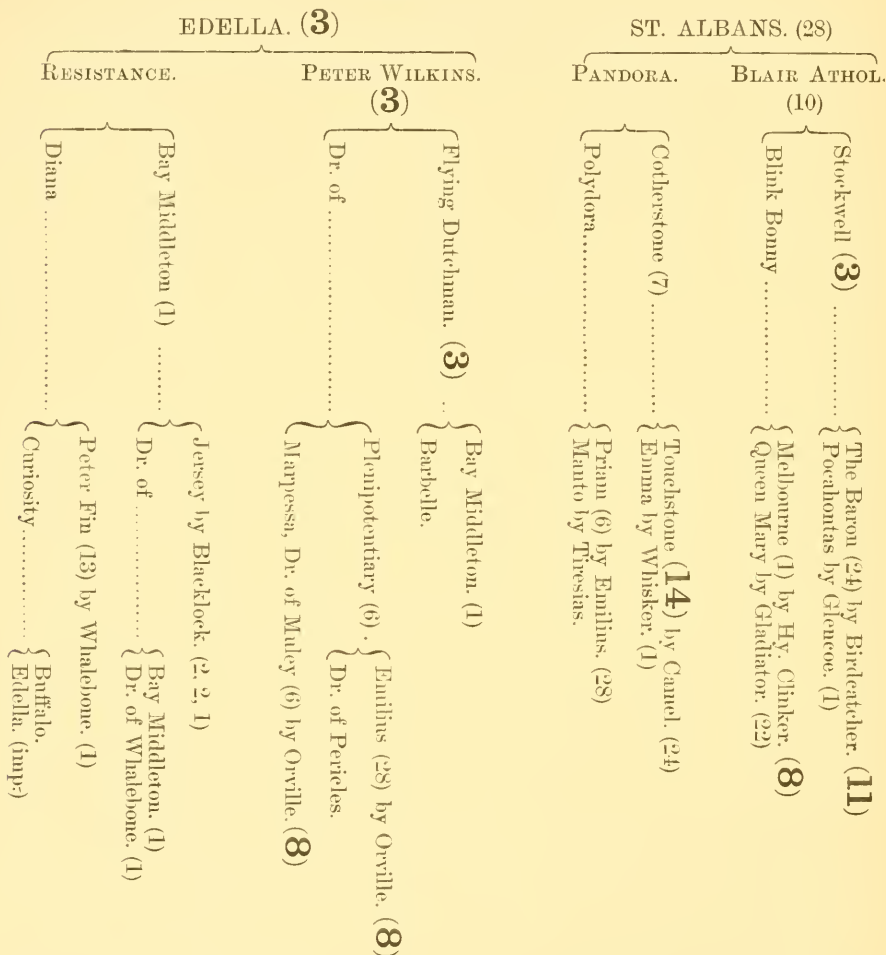 EDELLA. (3)
RESISTANCE.
PETER WILKINS.
(3)
Diana ....................
Bay Middleton (1) ........
Dr. of ....................
Flying Dutchman. (3) ..
Curiosity..............
Peter Fin (13) by Whalebone. (1)
Dr. of ..................
Jersey by Blacklock. (2, 2, 1)
Marpessa, Dr. of Muley (6) by Orville. (8)
Plenipotentiary (6) .
Barbelle.
Bay Middleton. (1)
Edella. (imp:)
Buffalo.
Dr. of Whalebone. (1)
Bay Middleton. (1)
Dr. of Pericles.
Emilius (28) by Orville. (8)
ST. ALBANS. (28)
PANDORA.
BLAIR ATHOL.
(10)
Polydora....................
Cotherstone (7) ............
Blink Bonny ..............
Stockwell (3) ............
Manto by Tiresias.
Priam (6) by Emilius. (28)
Emma by Whisker. (1)
Touchstone (14) by Camel. (24)
Queen Mary by Gladiator. (22)
Melbourne (1) by Hy. Clinker. (8)
Pocahontas by Glencoe. (1)
The Baron (24) by Birdcatcher. (11)